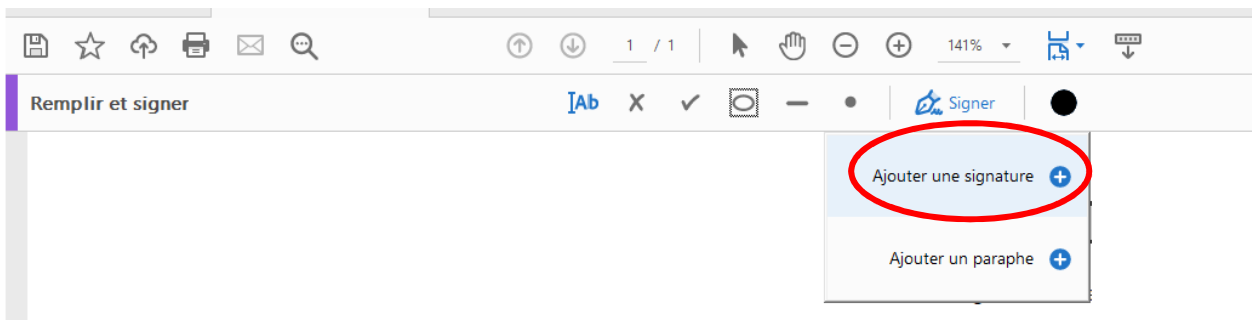 1 / 1 141%
Remplir et signer Ab Signer
Ajouter une signature
Ajouter un paraphe